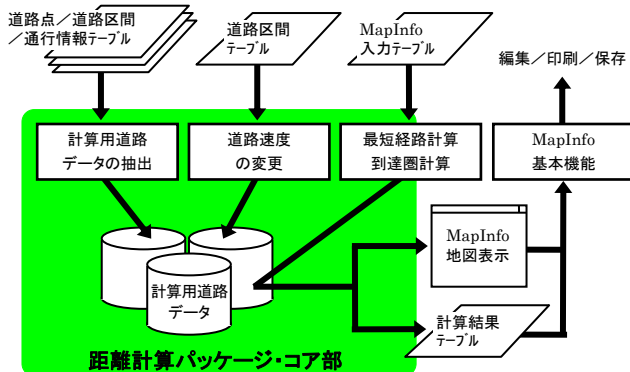 道路点／道路区間
／通行情報テーブル
道路区間
テーブル
MapInfo
入力テーブル
編集／印刷／保存
計算用道路
データの抽出
道路速度
の変更
最短経路計算
到達圏計算
MapInfo
基本機能
計算用道路
データ
MapInfo
地図表示
計算結果
テーブル
距離計算パッケージ・コア部